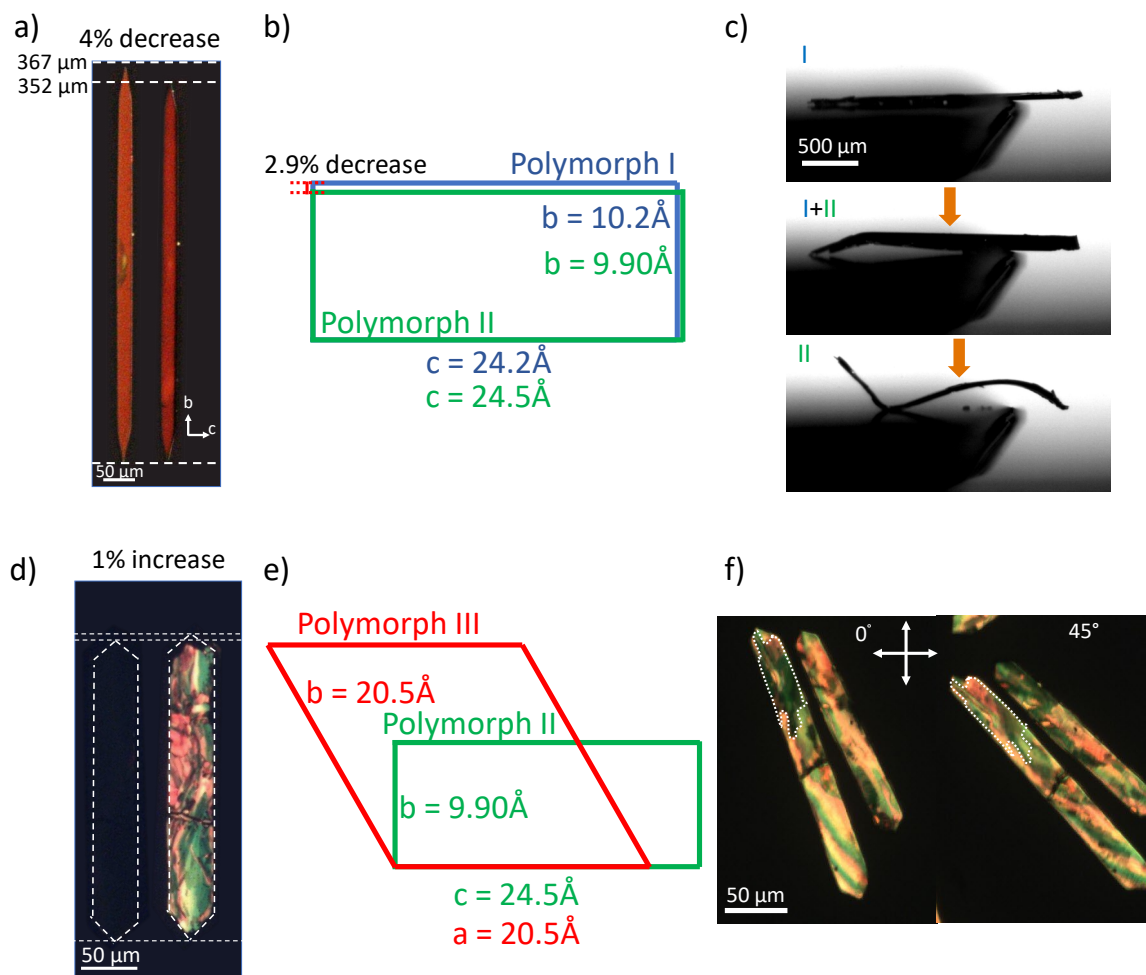 a)
4% decrease
367 µm
352 µm
b
c
50 µm
b)
2.9% decrease
Polymorph I
b = 10.2Å
b = 9.90Å
Polymorph II
c = 24.2Å
c = 24.5Å
c)
I
500 µm
I+II
II
d)
1% increase
50 µm
e)
Polymorph III
b = 20.5Å
Polymorph II
b = 9.90Å
c = 24.5Å
a = 20.5Å
f)
0°
45°
50 µm